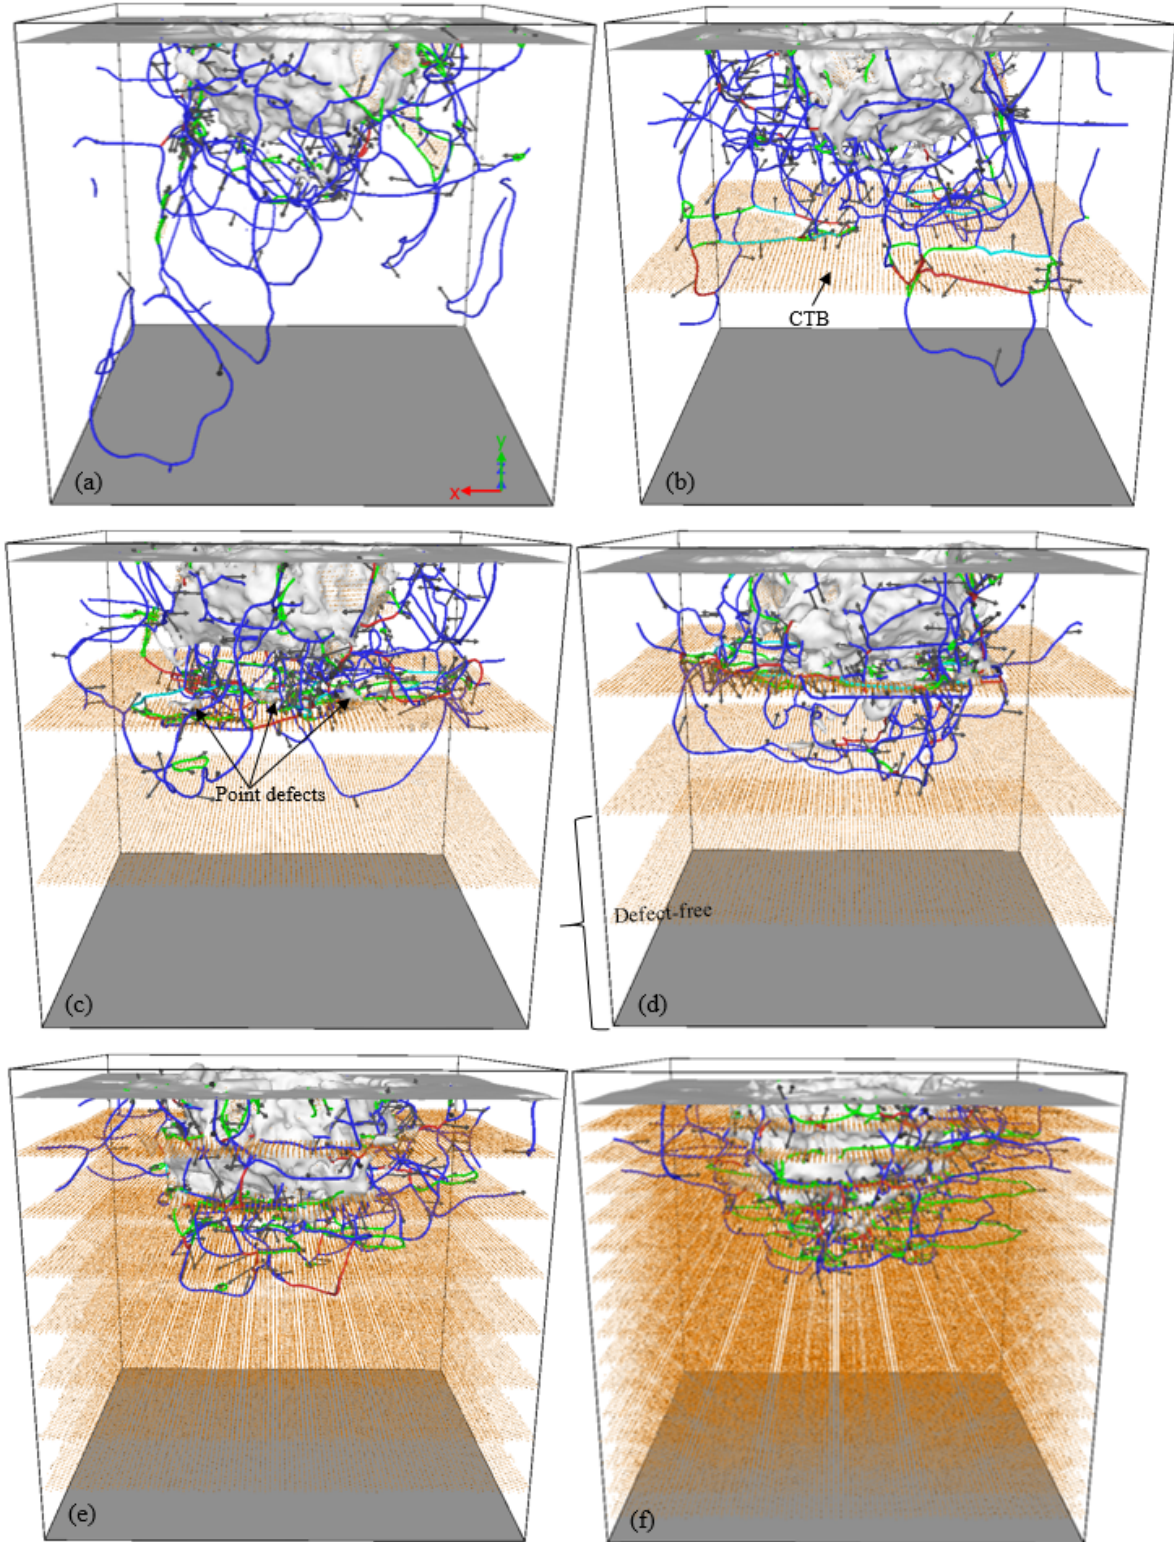 y
z
x
(a)
CTB
(b)
Point defects
(c)
Defect-free
(d)
(e)
(f)